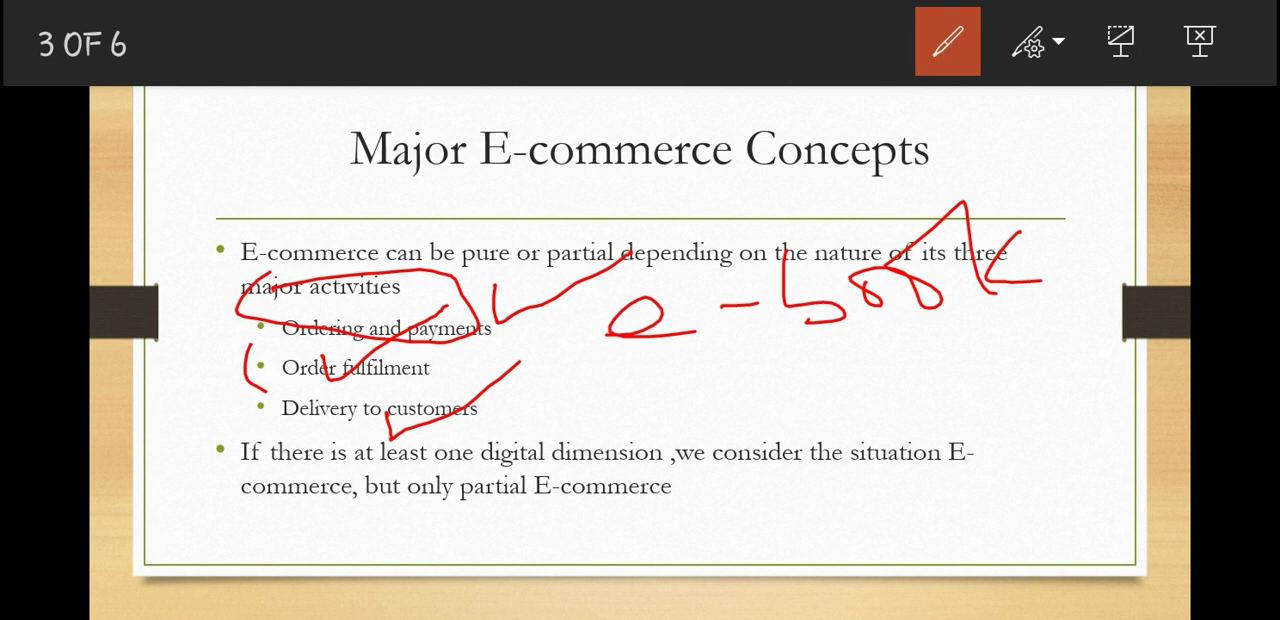 3 OF 6
Major E-commerce Concepts
E-commerce can be pure or partial depending on the nature of its three
major activities
Ordering and payments
Order fulfilment
Delivery to customers
e-book
If there is at least one digital dimension ,we consider the situation E-
commerce, but only partial E-commerce